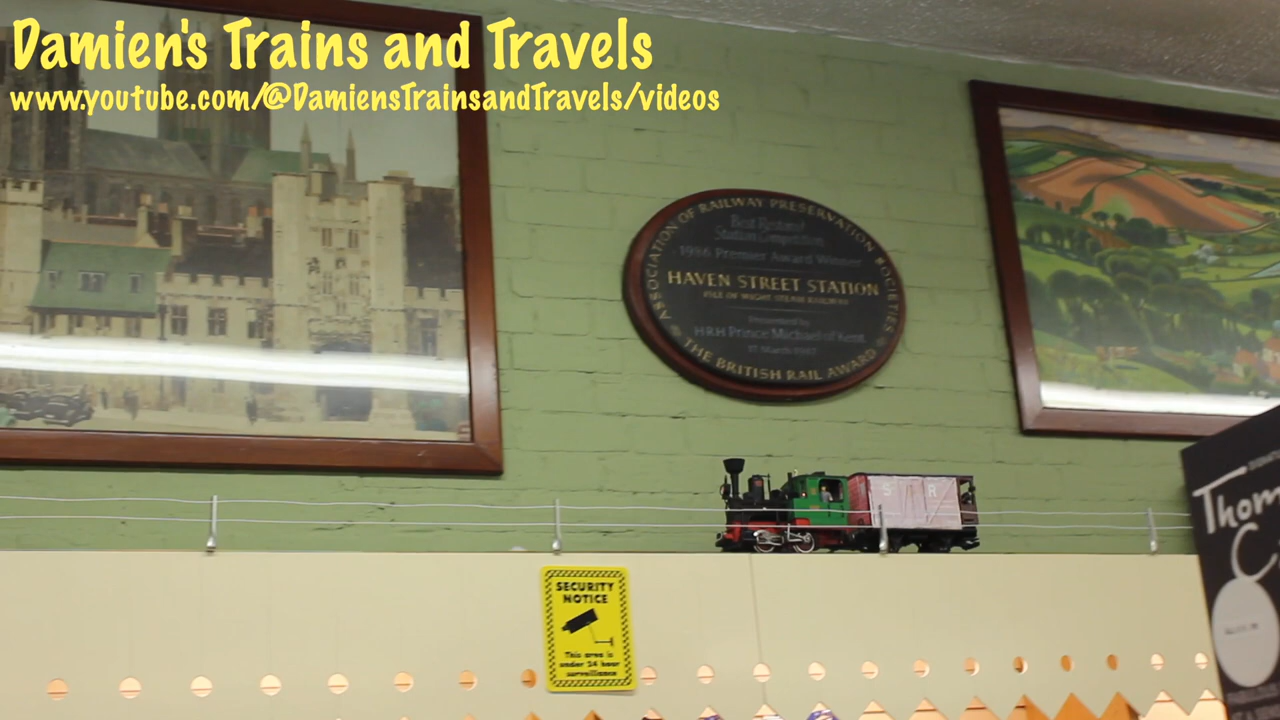 Damien's Trains and Travels
www.youtube.com/@DamiensTrainsandTravels/videos
ASSOCIATION OF RAILWAY PRESERVATION SOCIETIES
Best Restored
Station Competition
1986 Premier Award Winner
HAVEN STREET STATION
ISLE OF WIGHT STEAM RAILWAY
Presented by
HRH Prince Michael of Kent
THE BRITISH RAIL AWARD
S R
SECURITY
NOTICE
This area is
under 24 hour
surveillance
Thom
C